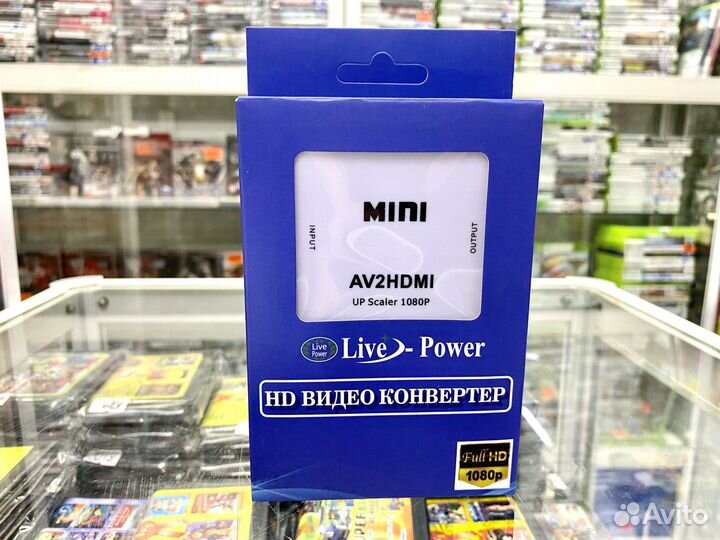 MINI
INPUT
OUTPUT
AV2HDMI
UP Scaler 1080P
Live Power
Live - Power
HD ВИДЕО КОНВЕРТЕР
Full HD
1080p
Avito